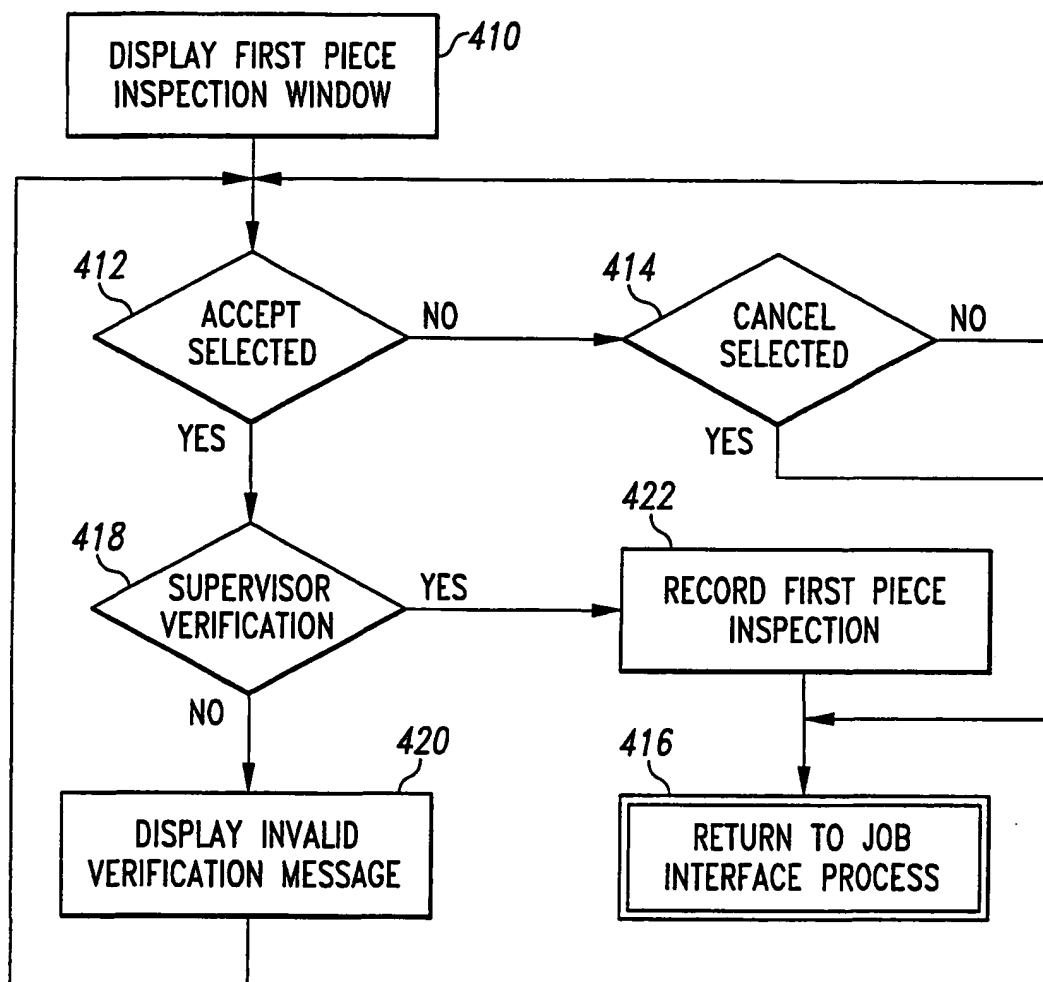 DISPLAY FIRST PIECE
INSPECTION WINDOW
410
412
ACCEPT
SELECTED
NO
YES
414
CANCEL
SELECTED
NO
YES
418
SUPERVISOR
VERIFICATION
YES
NO
422
RECORD FIRST PIECE
INSPECTION
420
DISPLAY INVALID
VERIFICATION MESSAGE
416
RETURN TO JOB
INTERFACE PROCESS